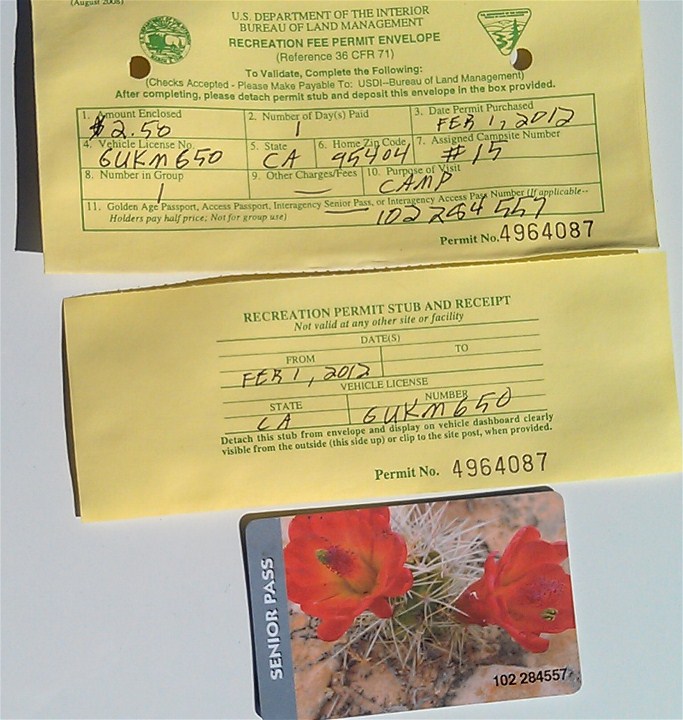 (August 2008)
U.S. DEPARTMENT OF THE INTERIOR
BUREAU OF LAND MANAGEMENT
RECREATION FEE PERMIT ENVELOPE
(Reference 36 CFR 71)
To Validate, Complete the Following:
(Checks Accepted - Please Make Payable To: USDI–Bureau of Land Management)
After completing, please detach permit stub and deposit this envelope in the box provided.
1. Amount Enclosed 2. Number of Day(s) Paid 3. Date Permit Purchased
$2.50 1 FEB 1, 2012
4. Vehicle License No. 5. State 6. Home Zip Code 7. Assigned Campsite Number
6UKM650 CA 95404 #15
8. Number in Group 9. Other Charges/Fees 10. Purpose of Visit
1 — CAMP
11. Golden Age Passport, Access Passport, Interagency Senior Pass, or Interagency Access Pass Number (If applicable--
Holders pay half price; Not for group use) 102 284 557
Permit No. 4964087
RECREATION PERMIT STUB AND RECEIPT
Not valid at any other site or facility
DATE(S)
FROM TO
FEB 1, 2012
VEHICLE LICENSE
STATE NUMBER
CA 6UKM650
Detach this stub from envelope and display on vehicle dashboard clearly
visible from the outside (this side up) or clip to the site post, when provided.
Permit No. 4964087
SENIOR PASS
102 284557